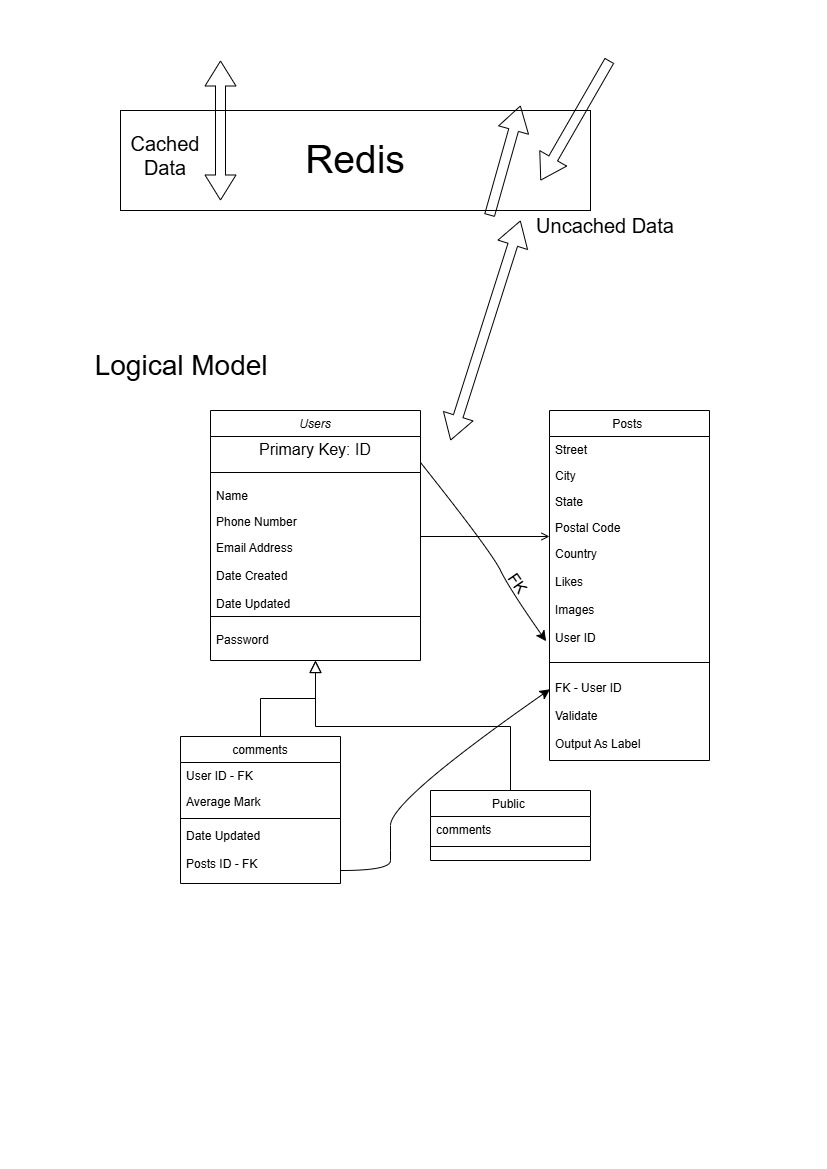 Cached
Data
Redis
Uncached Data
Logical Model
Users
Primary Key: ID
Name
Phone Number
Email Address
Date Created
Date Updated
Password
Posts
Street
City
State
Postal Code
Country
Likes
Images
User ID
FK - User ID
Validate
Output As Label
FK
comments
User ID - FK
Average Mark
Date Updated
Posts ID - FK
Public
comments